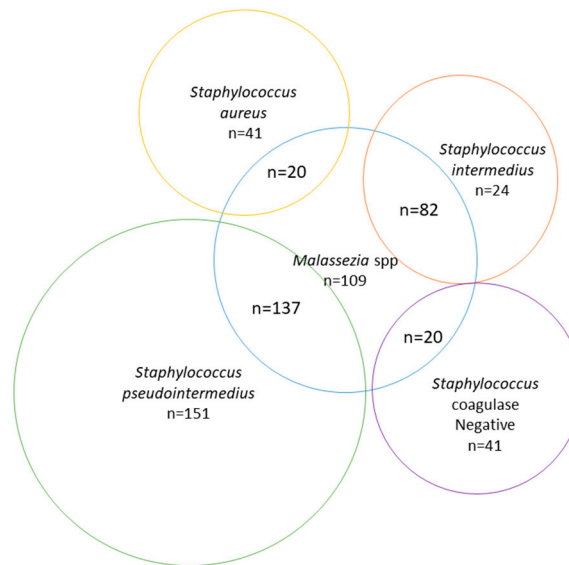 Staphylococcus
aureus
n=41
n=20
Staphylococcus
intermedius
n=24
n=82
Malassezia spp
n=109
n=137
n=20
Staphylococcus
pseudointermedius
n=151
Staphylococcus
coagulase
Negative
n=41